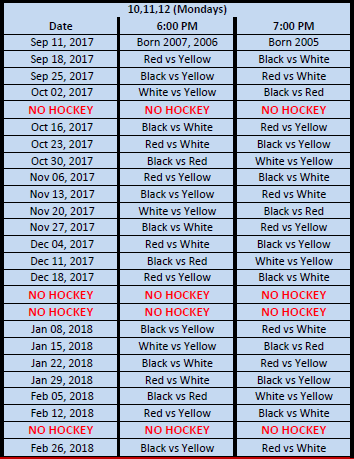 10,11,12 (Mondays)
Date 6:00 PM 7:00 PM
Sep 11, 2017 Born 2007, 2006 Born 2005
Sep 18, 2017 Red vs Yellow Black vs White
Sep 25, 2017 Black vs Yellow Red vs White
Oct 02, 2017 White vs Yellow Black vs Red
NO HOCKEY NO HOCKEY NO HOCKEY
Oct 16, 2017 Black vs White Red vs Yellow
Oct 23, 2017 Red vs White Black vs Yellow
Oct 30, 2017 Black vs Red White vs Yellow
Nov 06, 2017 Red vs Yellow Black vs White
Nov 13, 2017 Black vs Yellow Red vs White
Nov 20, 2017 White vs Yellow Black vs Red
Nov 27, 2017 Black vs White Red vs Yellow
Dec 04, 2017 Red vs White Black vs Yellow
Dec 11, 2017 Black vs Red White vs Yellow
Dec 18, 2017 Red vs Yellow Black vs White
NO HOCKEY NO HOCKEY NO HOCKEY
NO HOCKEY NO HOCKEY NO HOCKEY
Jan 08, 2018 Black vs Yellow Red vs White
Jan 15, 2018 White vs Yellow Black vs Red
Jan 22, 2018 Black vs White Red vs Yellow
Jan 29, 2018 Red vs White Black vs Yellow
Feb 05, 2018 Black vs Red White vs Yellow
Feb 12, 2018 Red vs Yellow Black vs White
NO HOCKEY NO HOCKEY NO HOCKEY
Feb 26, 2018 Black vs Yellow Red vs White